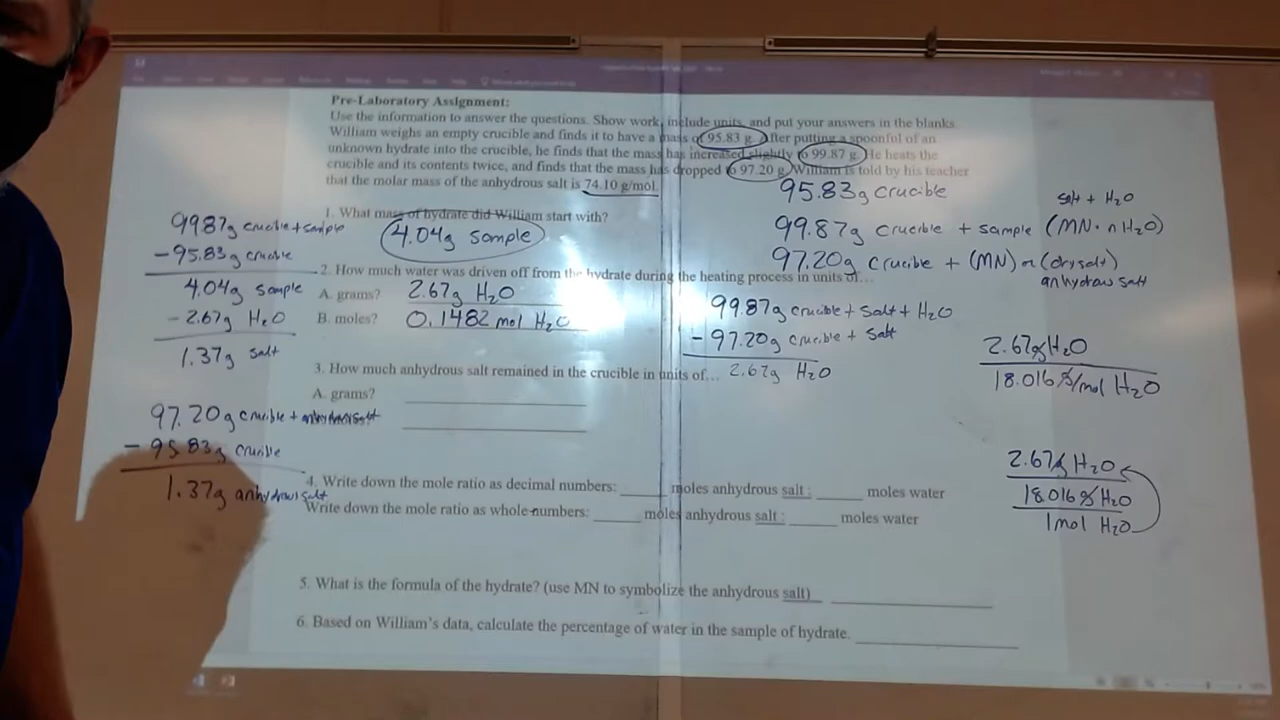 Pre-Laboratory Assignment:
Use the information to answer the questions. Show work, include units, and put your answers in the blanks
William weighs an empty crucible and finds it to have a mass of 95.83 g. After putting a spoonful of an
unknown hydrate into the crucible, he finds that the mass has increased slightly to 99.87 g. He heats the
crucible and its contents twice, and finds that the mass has dropped to 97.20 g. William is told by his teacher
that the molar mass of the anhydrous salt is 74.10 g/mol.
95.83g crucible
salt + H2O
99.87g crucible + sample (MN · n H2O)
97.20g crucible + (MN) or (dry salt)
anhydrous salt
1. What mass of hydrate did William start with?
4.04g sample
9987g crucible + sample
- 95.83g crucible
4.04g sample
- 2.67g H2O
1.37g salt
2. How much water was driven off from the hydrate during the heating process in units of…
A. grams? 2.67g H2O
B. moles? 0.1482 mol H2O
99.87g crucible + salt + H2O
- 97.20g crucible + salt
2.67g H2O
2.67g H2O
18.016 g/mol H2O
3. How much anhydrous salt remained in the crucible in units of…
A. grams? ________
________
97.20g crucible + anhydrous salt
- 95.83g crucible
1.37g anhydrous salt
2.67g H2O
18.016 g H2O
1mol H2O
4. Write down the mole ratio as decimal numbers: _____ moles anhydrous salt : _____ moles water
Write down the mole ratio as whole numbers: _____ moles anhydrous salt : _____ moles water
5. What is the formula of the hydrate? (use MN to symbolize the anhydrous salt) ________
6. Based on William's data, calculate the percentage of water in the sample of hydrate. ________